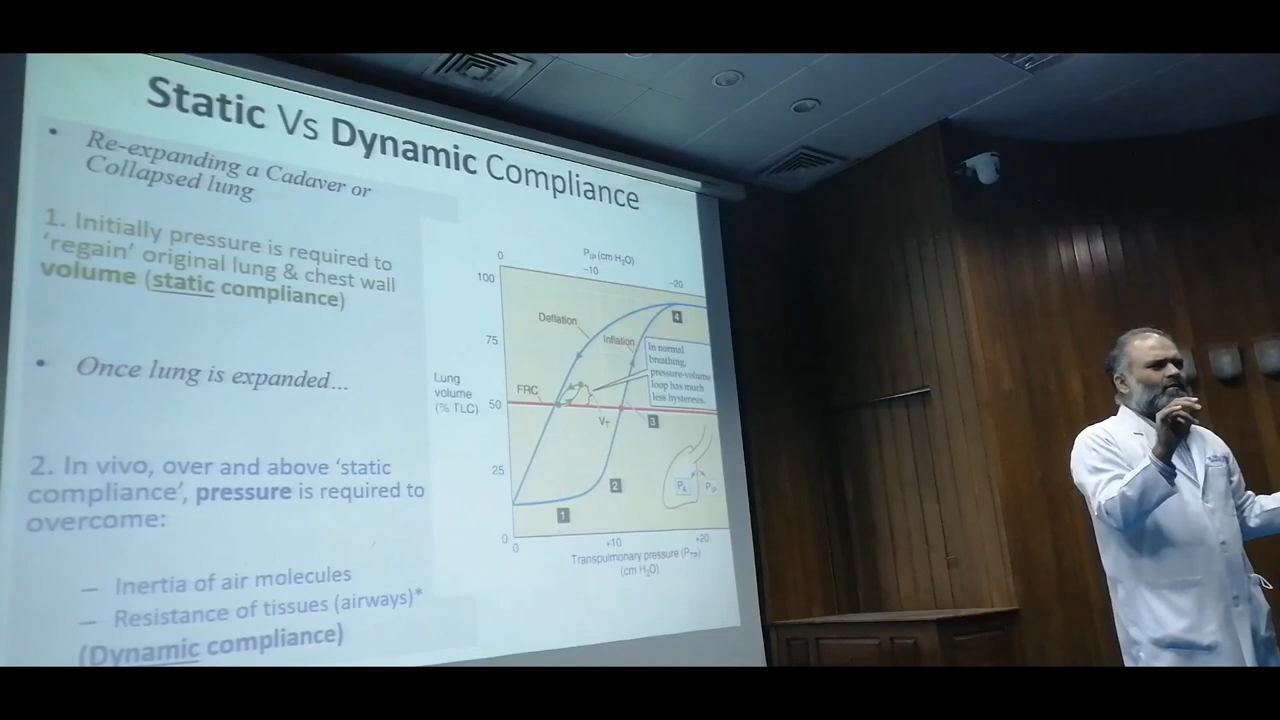 Static Vs Dynamic Compliance
• Re-expanding a Cadaver or
Collapsed lung
1. Initially pressure is required to
‘regain’ original lung & chest wall
volume (static compliance)
• Once lung is expanded...
2. In vivo, over and above ‘static
compliance’, pressure is required to
overcome:
— Inertia of air molecules
— Resistance of tissues (airways)*
(Dynamic compliance)
PIP (cm H2O)
0
−10
−20
100
75
50
25
0
Lung
volume
(% TLC)
Deflation
Inflation
FRC
VT
In normal
breathing,
pressure-volume
loop has much
less hysteresis.
4
3
2
1
PA
PIP
0
+10
+20
Transpulmonary pressure (PTP)
(cm H2O)